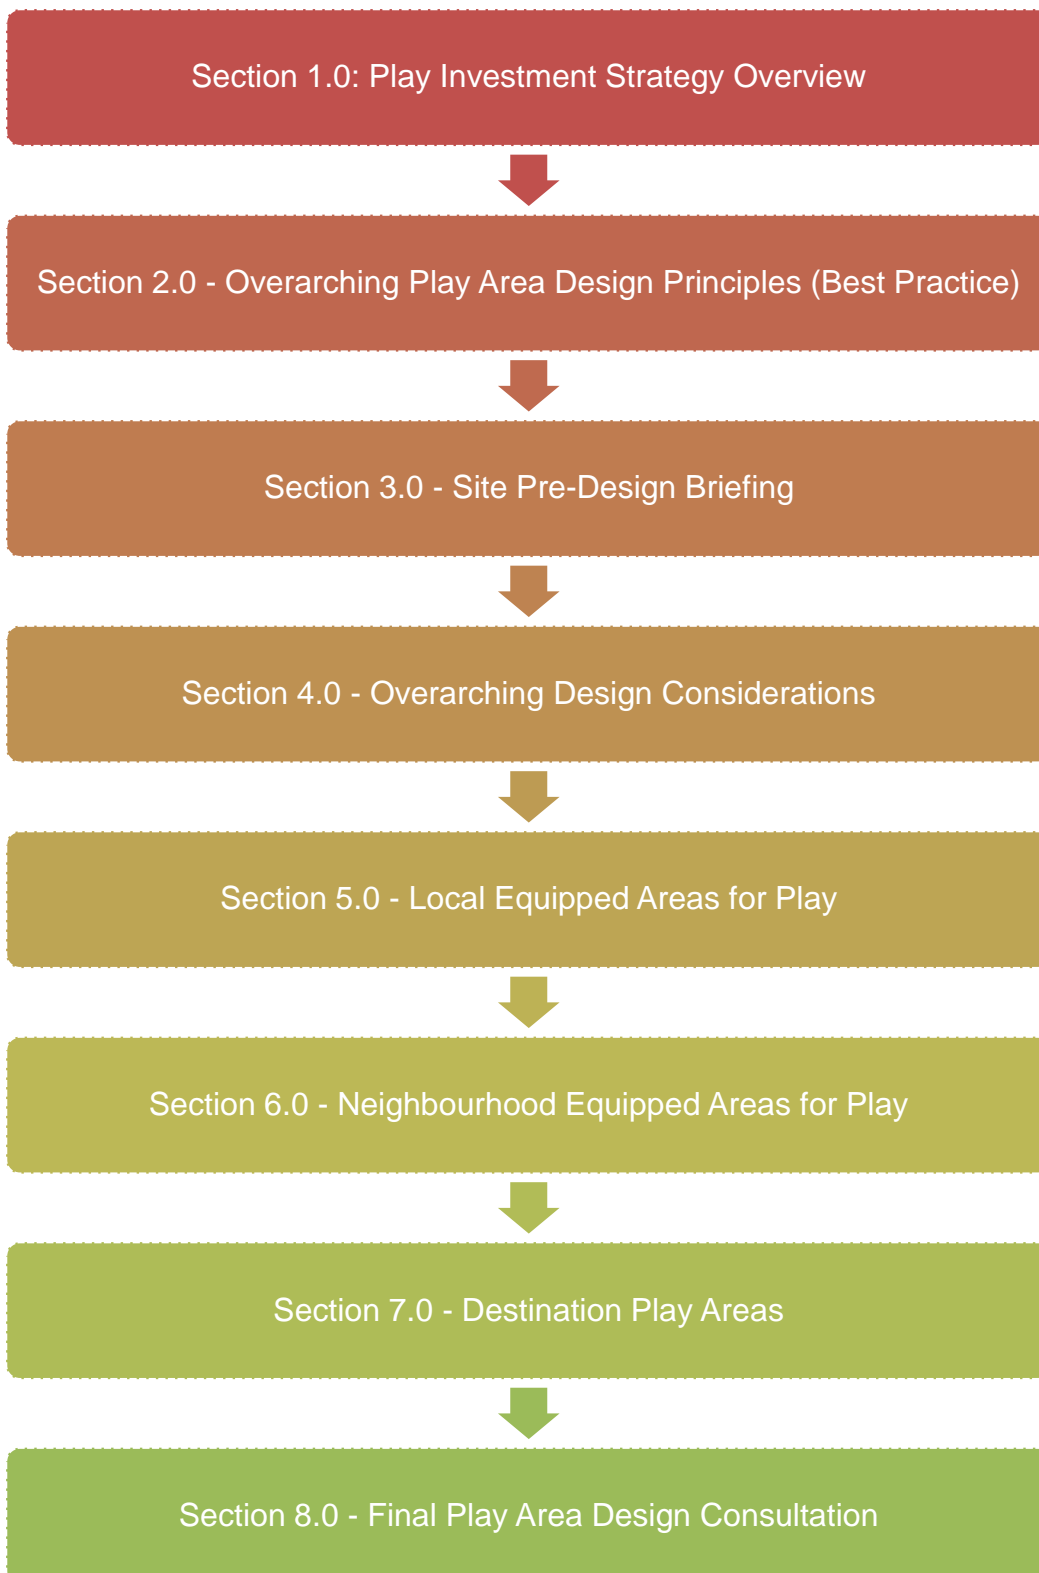 Section 1.0: Play Investment Strategy Overview
Section 2.0 - Overarching Play Area Design Principles (Best Practice)
Section 3.0 - Site Pre-Design Briefing
Section 4.0 - Overarching Design Considerations
Section 5.0 - Local Equipped Areas for Play
Section 6.0 - Neighbourhood Equipped Areas for Play
Section 7.0 - Destination Play Areas
Section 8.0 - Final Play Area Design Consultation